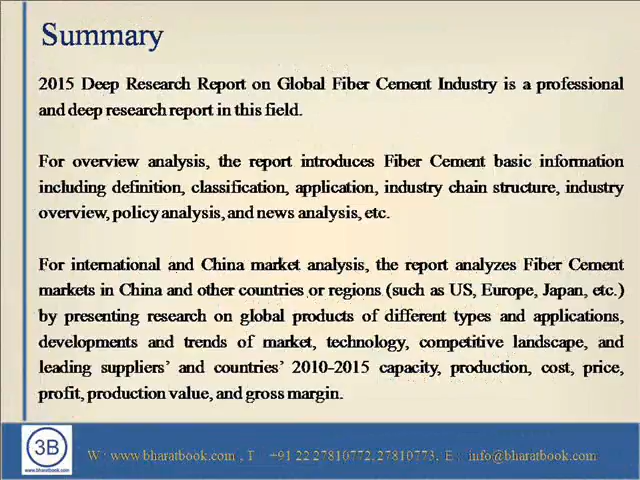 Summary
2015 Deep Research Report on Global Fiber Cement Industry is a professional
and deep research report in this field.
For overview analysis, the report introduces Fiber Cement basic information
including definition, classification, application, industry chain structure, industry
overview, policy analysis, and news analysis, etc.
For international and China market analysis, the report analyzes Fiber Cement
markets in China and other countries or regions (such as US, Europe, Japan, etc.)
by presenting research on global products of different types and applications,
developments and trends of market, technology, competitive landscape, and
leading suppliers' and countries' 2010-2015 capacity, production, cost, price,
profit, production value, and gross margin.
3B
www.bharatbook.com
W : www.bharatbook.com , T +91 22 27810772, 27810773, E : info@bharatbook.com